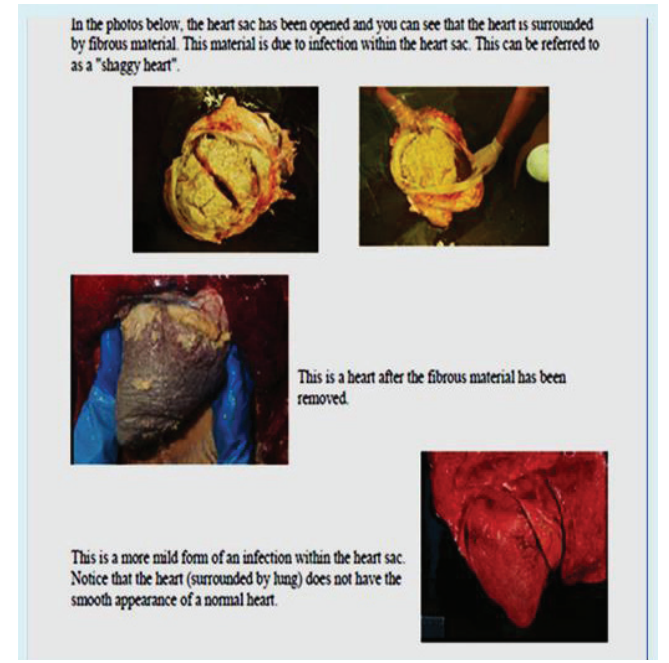 In the photos below, the heart sac has been opened and you can see that the heart is surrounded
by fibrous material. This material is due to infection within the heart sac. This can be referred to
as a "shaggy heart".
This is a heart after the fibrous material has been
removed.
This is a more mild form of an infection within the heart sac.
Notice that the heart (surrounded by lung) does not have the
smooth appearance of a normal heart.